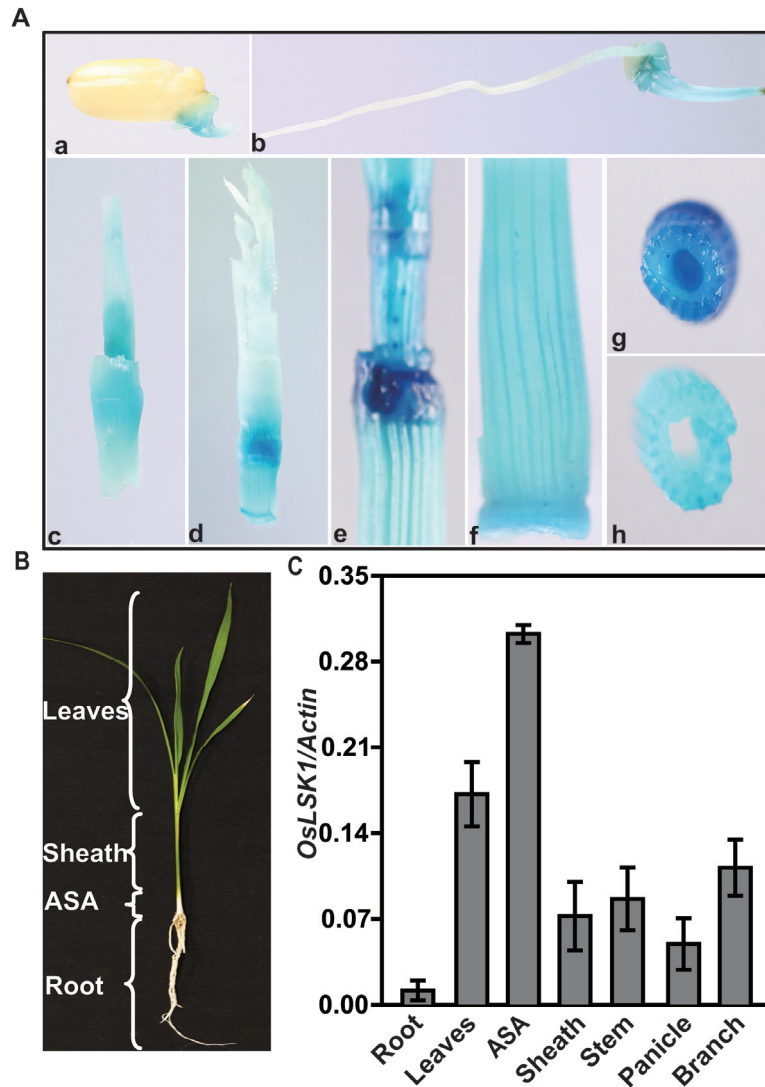 A
a
b
c
d
e
f
g
h
B
Leaves
Sheath
ASA
Root
C
OsLSK1/Actin
0.35
0.28
0.21
0.14
0.07
0.00
Root
Leaves
ASA
Sheath
Stem
Panicle
Branch